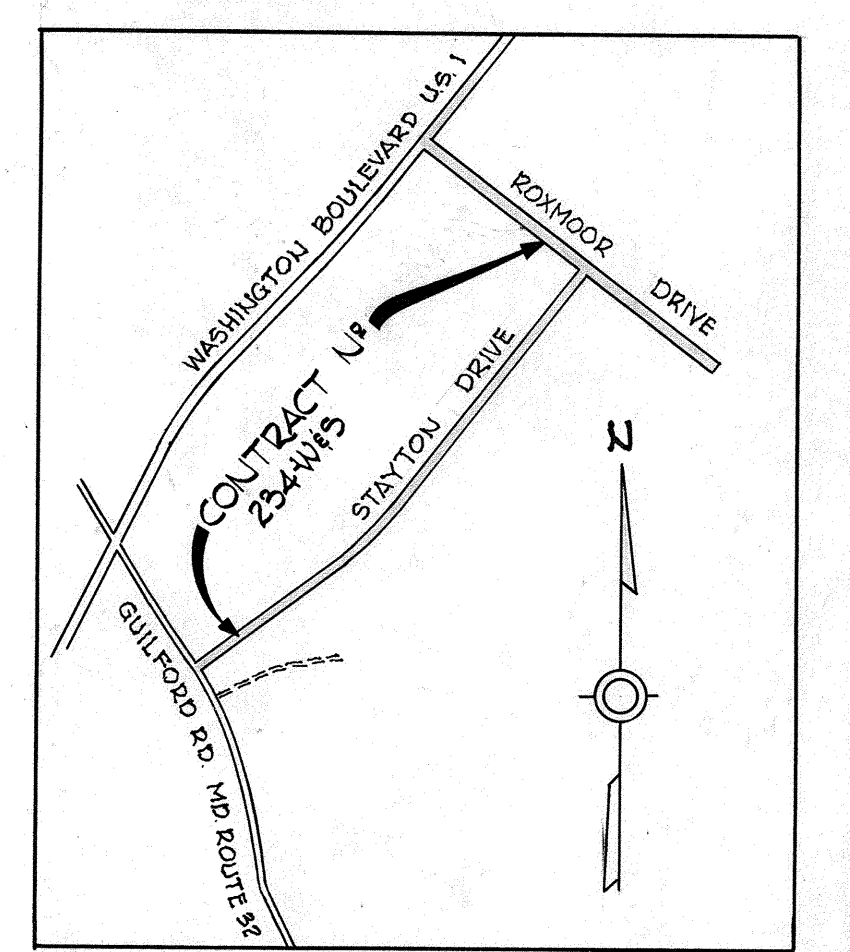 WASHINGTON BOULEVARD U.S. 1
ROXMOOR DRIVE
CONTRACT Nº
234-W&S
STAYTON DRIVE
N
GUILFORD RD. MD. ROUTE 32